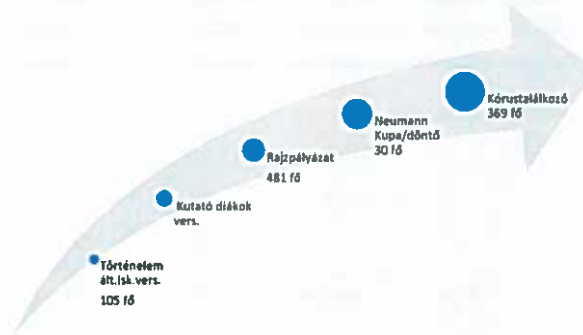 Történelem
ált.isk.vers.
105 fő
Kutató diákok
vers.
Rajzpályázat
481 fő
Neumann
Kupa/döntő
30 fő
Kórustalálkozó
369 fő